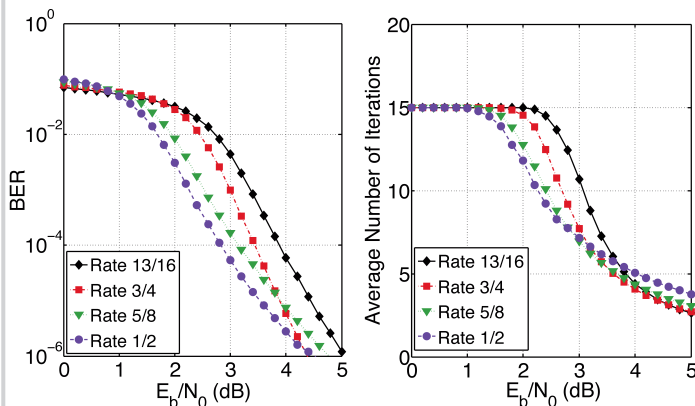 10^0
10^-2
10^-4
10^-6
BER
Rate 13/16
Rate 3/4
Rate 5/8
Rate 1/2
0 1 2 3 4 5
E_b/N_0 (dB)
20
15
10
5
0
Average Number of Iterations
Rate 13/16
Rate 3/4
Rate 5/8
Rate 1/2
0 1 2 3 4 5
E_b/N_0 (dB)